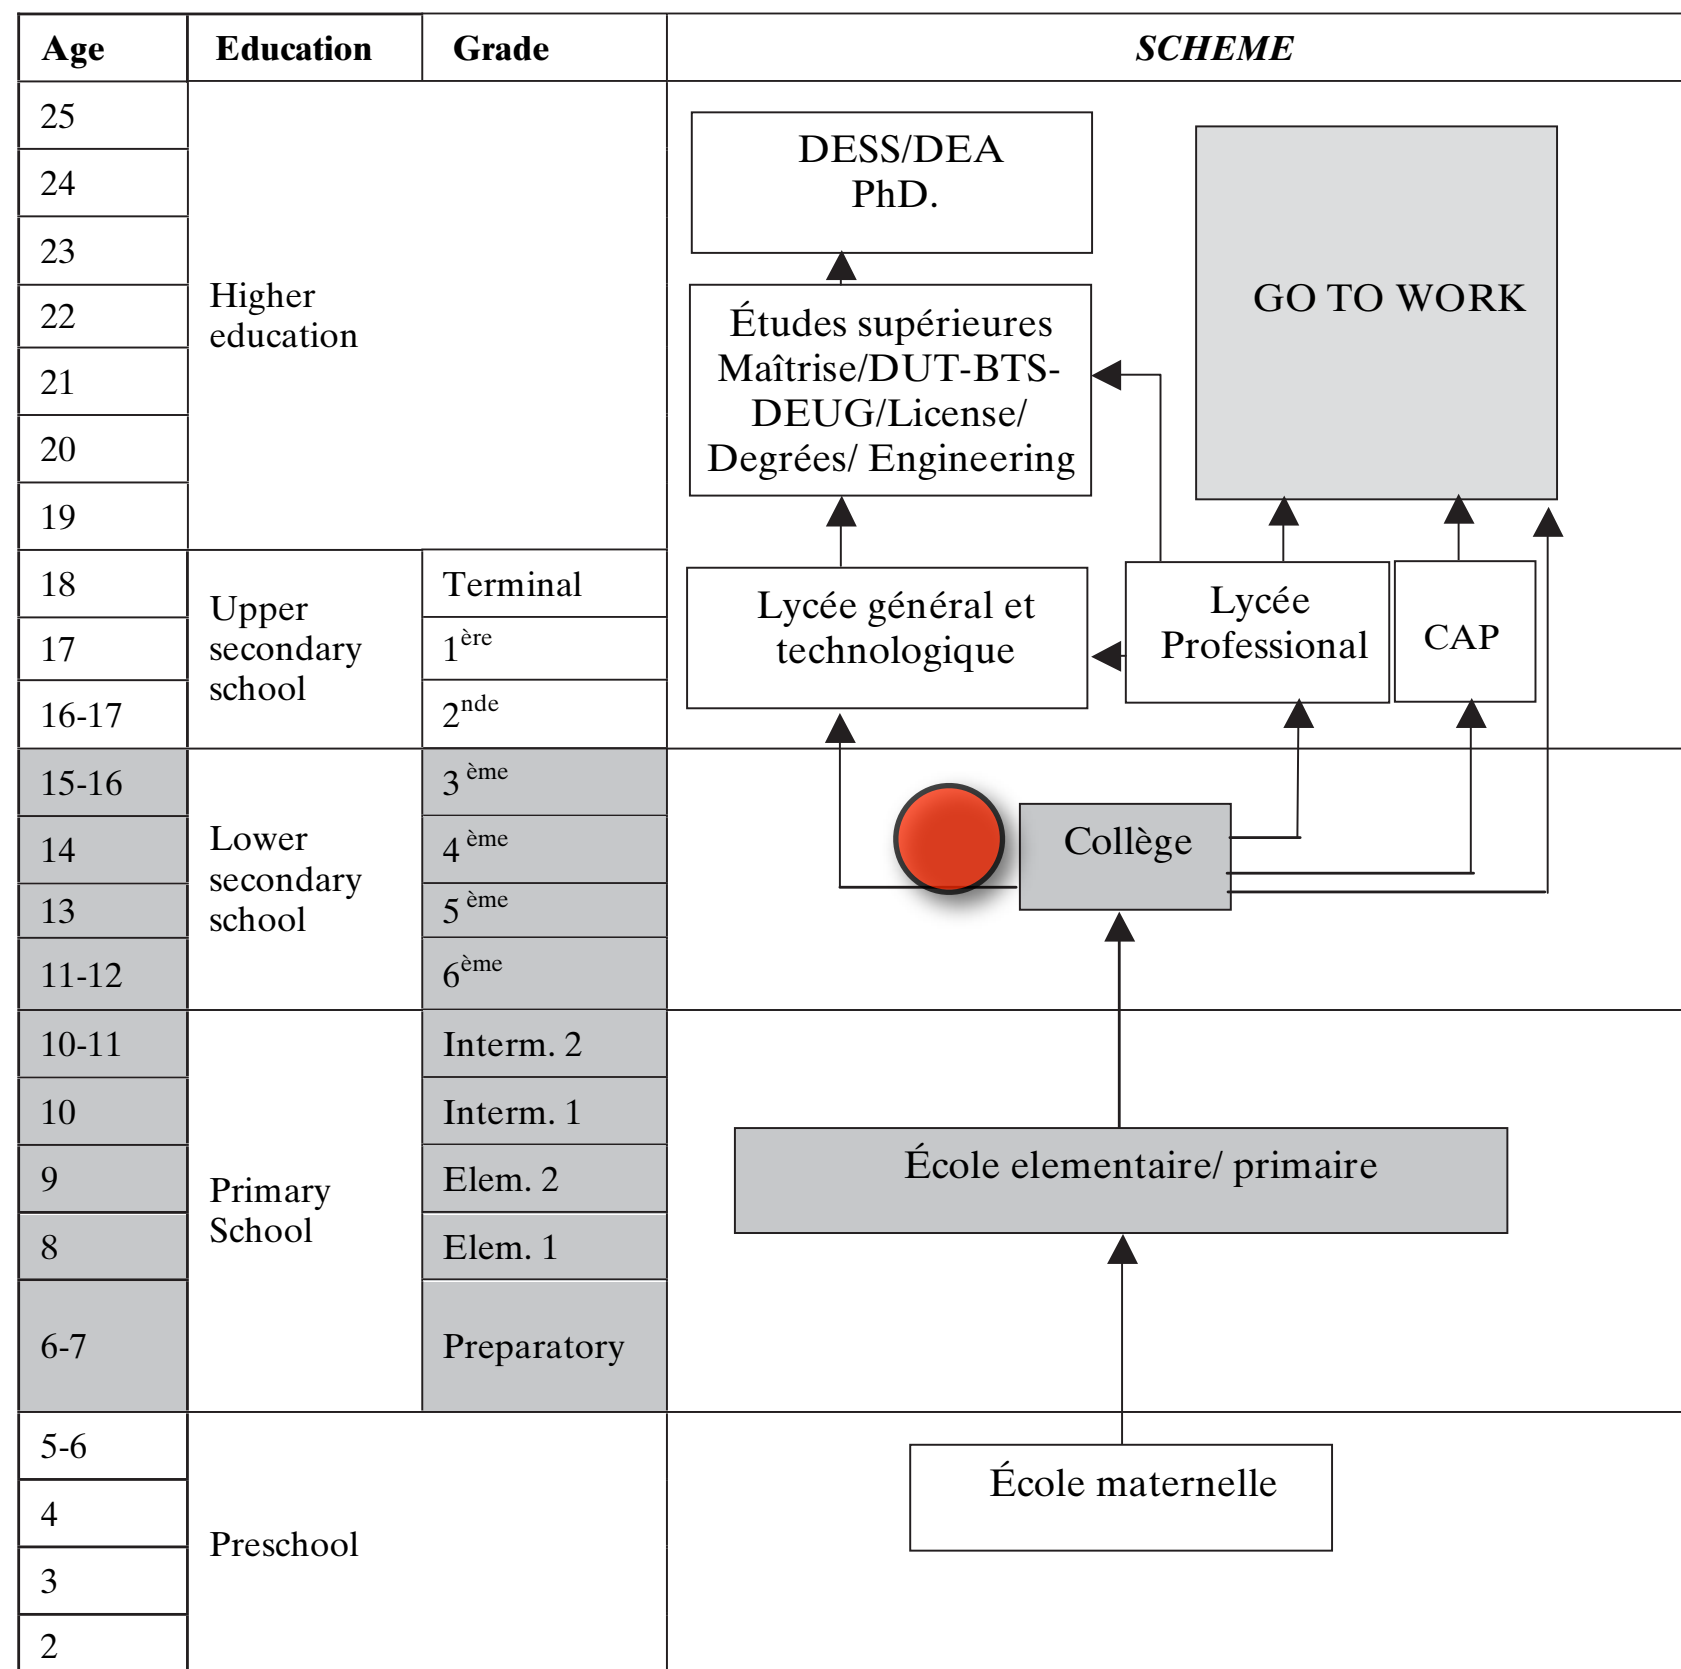 Age Education Grade SCHEME
25
24
23
22
21
20
19
Higher
education
18
17
16-17
Upper
secondary
school
Terminal
1ère
2nde
15-16
14
13
11-12
Lower
secondary
school
3 ème
4 ème
5 ème
6ème
10-11
10
9
8
6-7
Primary
School
Interm. 2
Interm. 1
Elem. 2
Elem. 1
Preparatory
5-6
4
3
2
Preschool
DESS/DEA
PhD.
GO TO WORK
Études supérieures
Maîtrise/DUT-BTS-
DEUG/License/
Degrées/ Engineering
Lycée général et
technologique
Lycée
Professional
CAP
Collège
École elementaire/ primaire
École maternelle